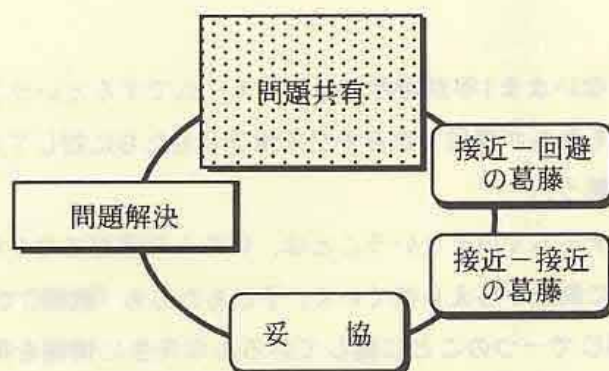 問題共有
接近－回避
の葛藤
接近－接近
の葛藤
妥　　協
問題解決